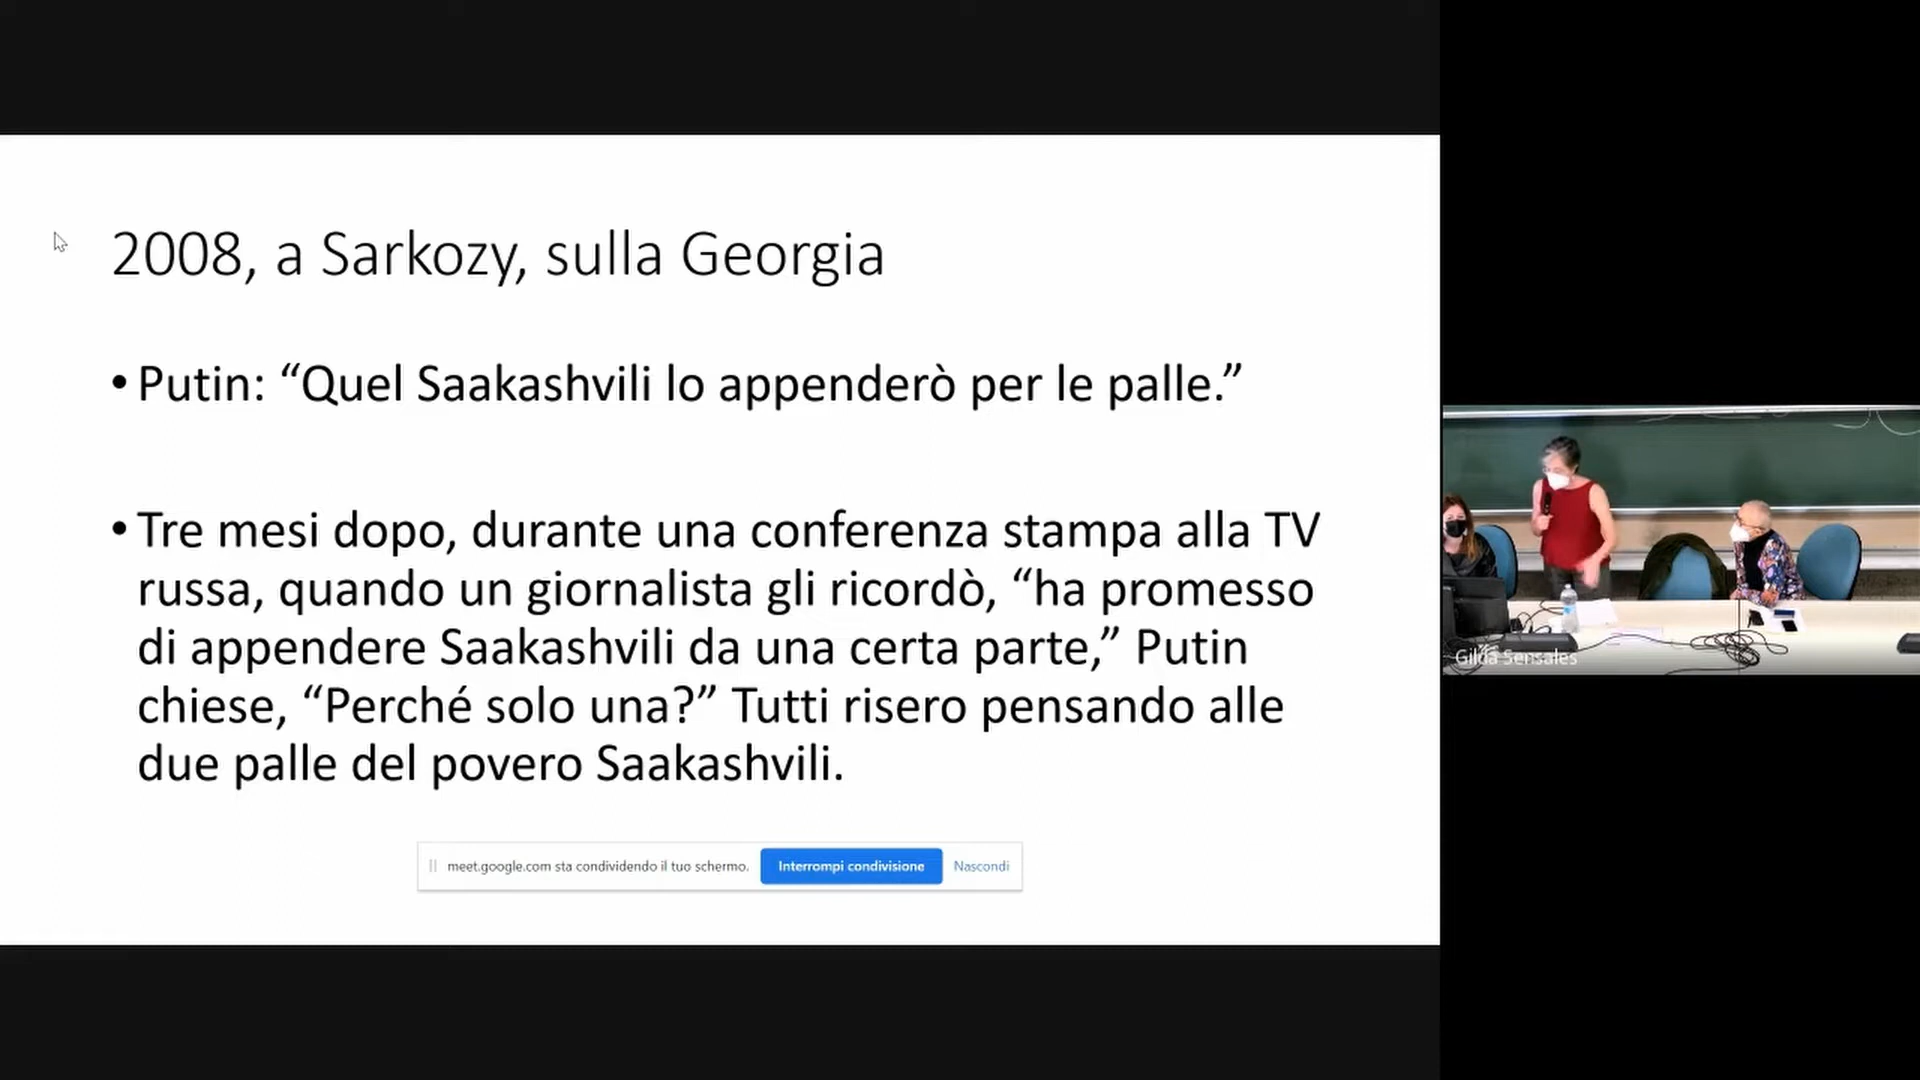 2008, a Sarkozy, sulla Georgia
• Putin: “Quel Saakashvili lo appenderò per le palle.”
• Tre mesi dopo, durante una conferenza stampa alla TV
russa, quando un giornalista gli ricordò, “ha promesso
di appendere Saakashvili da una certa parte,” Putin
chiese, “Perché solo una?” Tutti risero pensando alle
due palle del povero Saakashvili.
meet.google.com sta condividendo il tuo schermo. Interrompi condivisione Nascondi
Gilda Sensales